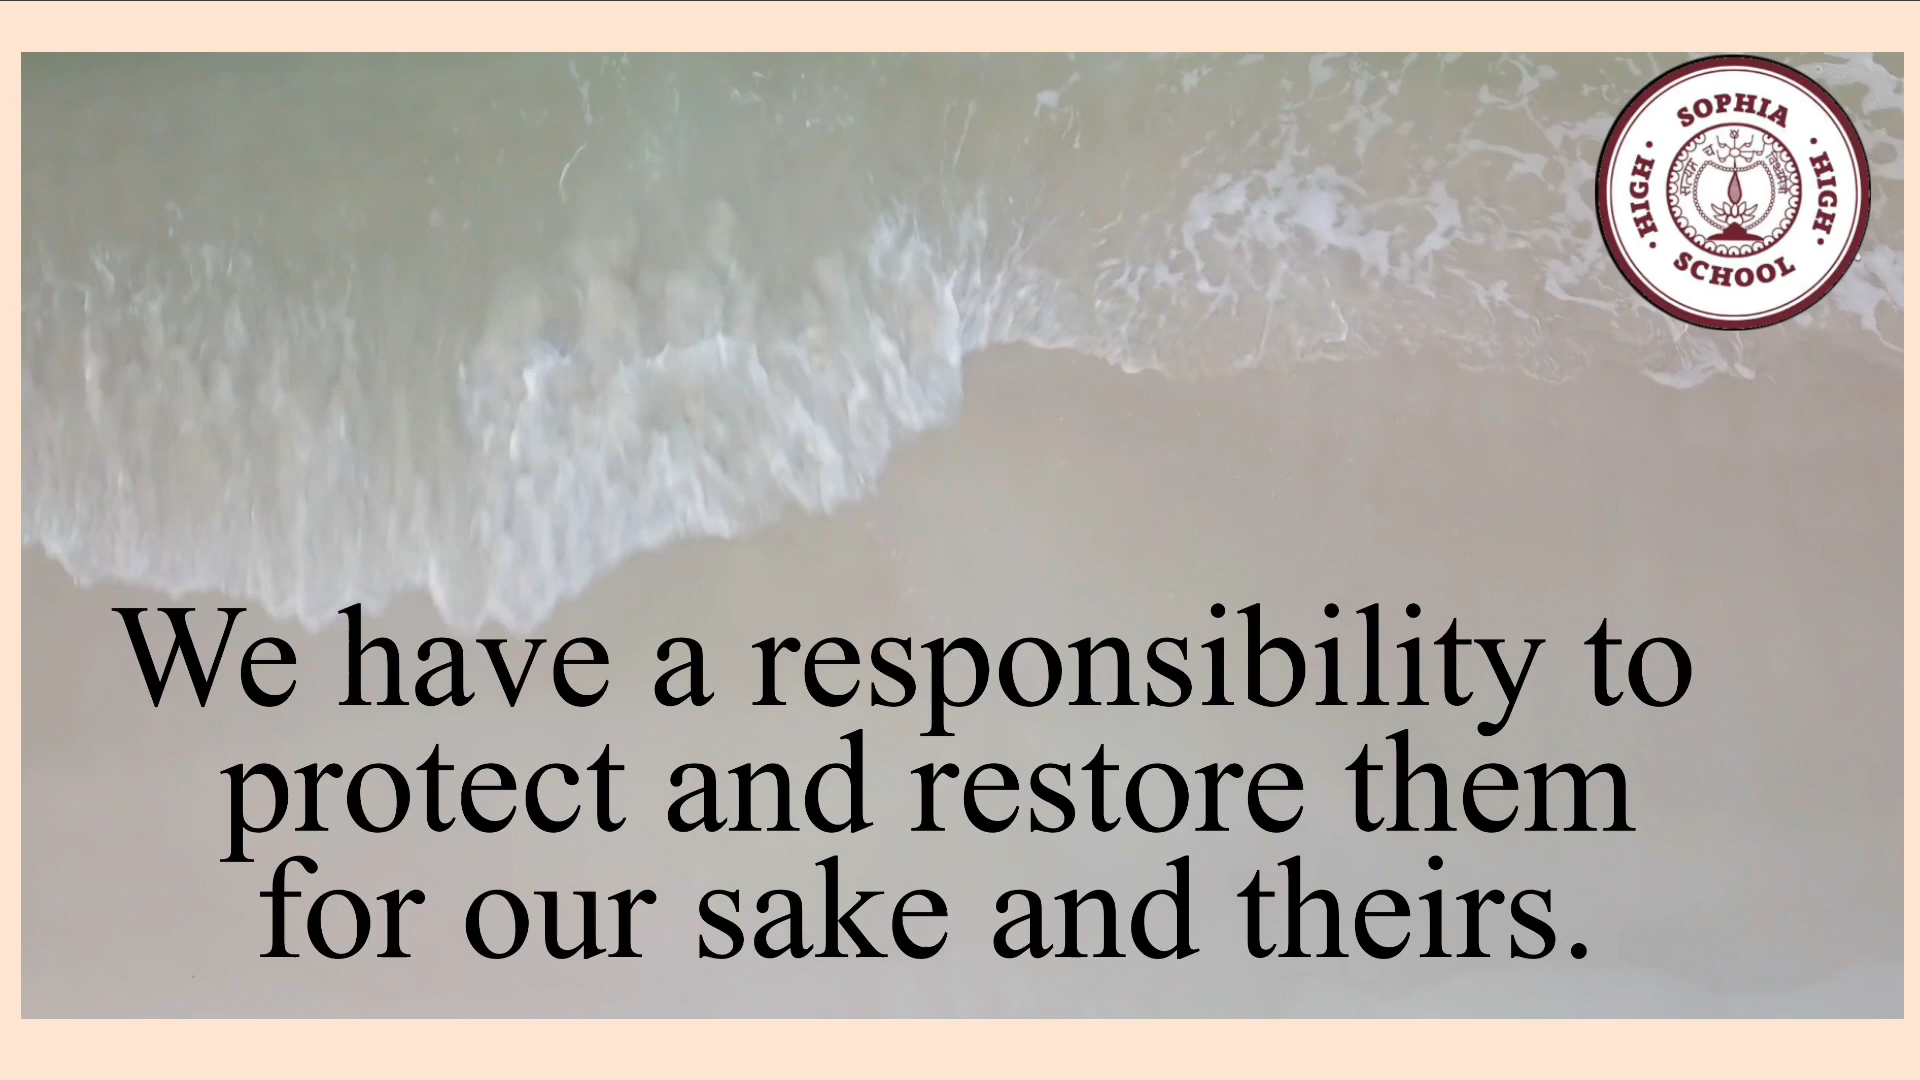 We have a responsibility to
protect and restore them
for our sake and theirs.
SOPHIA
· HIGH ·
· HIGH ·
SCHOOL